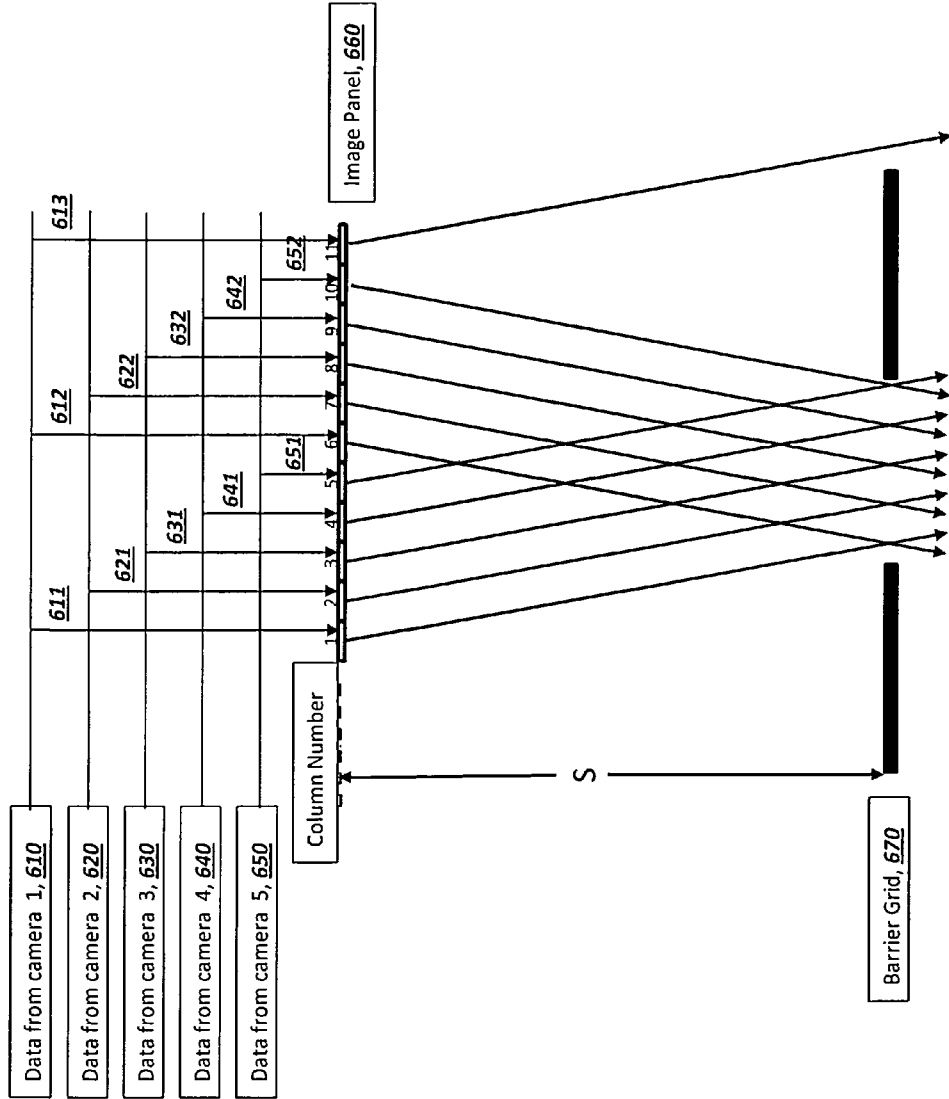 Data from camera 1, 610
Data from camera 2, 620
Data from camera 3, 630
Data from camera 4, 640
Data from camera 5, 650
611
612
613
621
622
631
632
641
642
651
652
Column Number
1 2 3 4 5 6 7 8 9 10 11
Image Panel, 660
S
Barrier Grid, 670